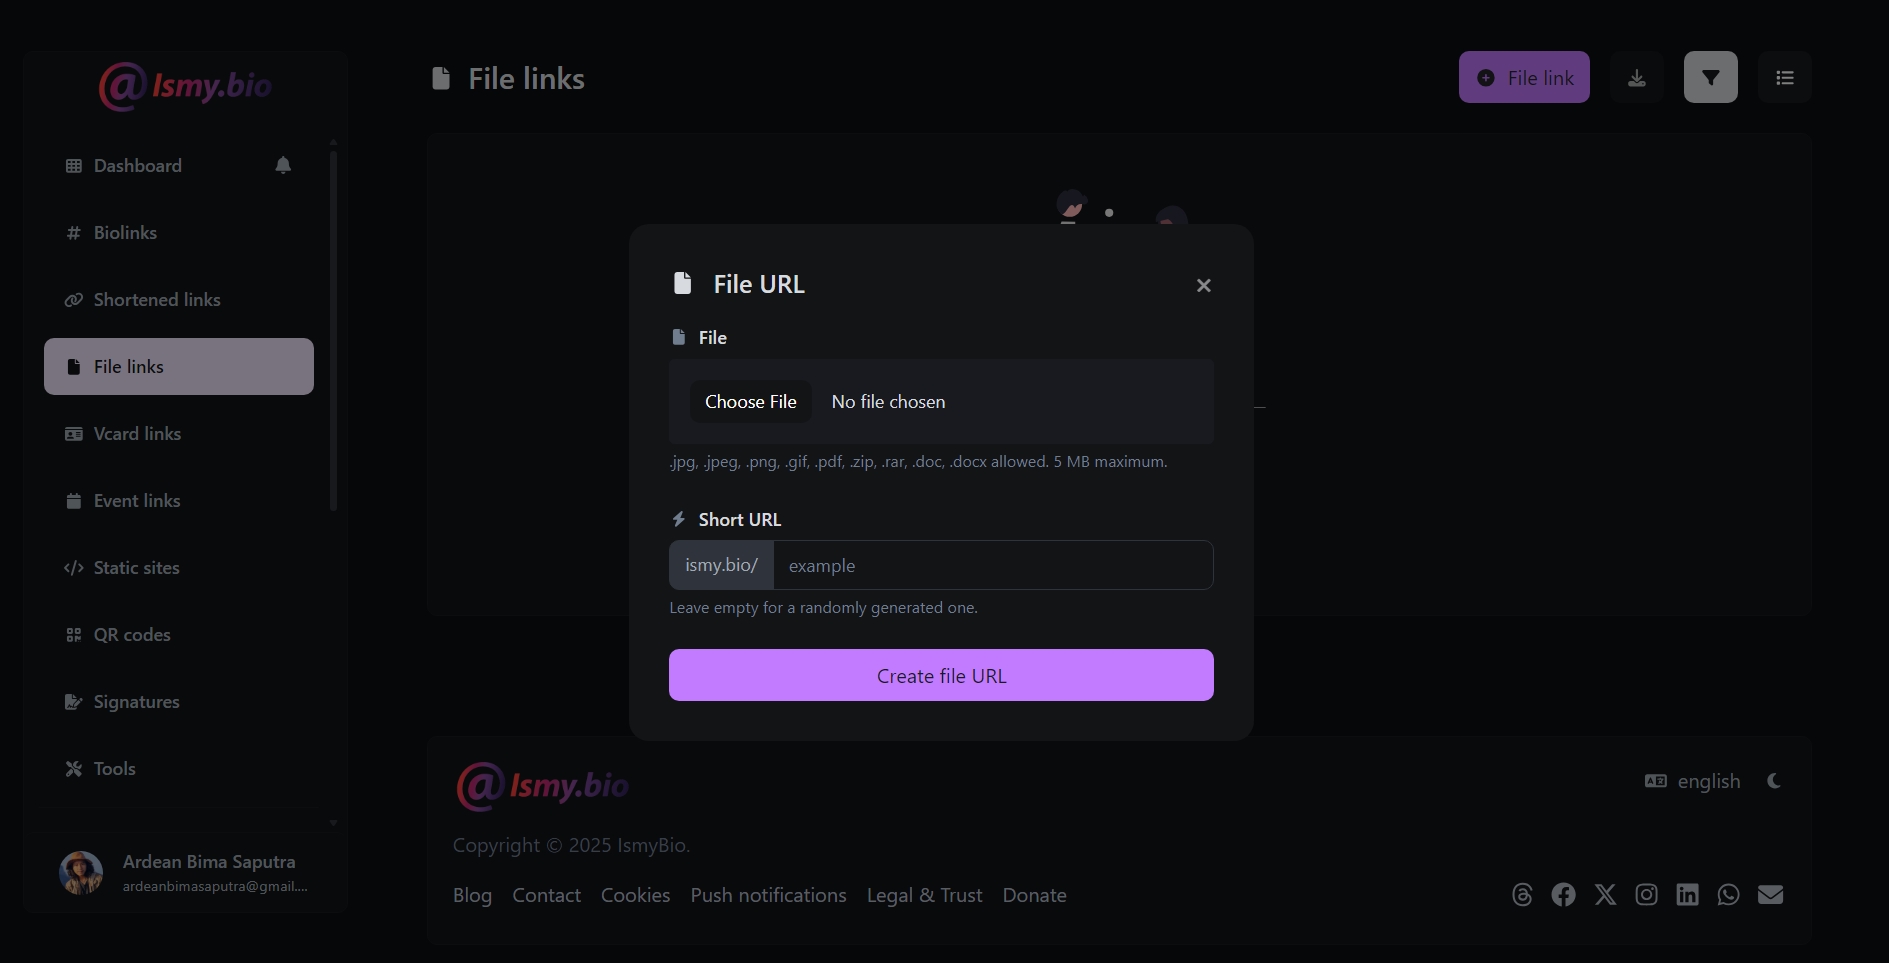 @Ismy.bio
Dashboard
Biolinks
Shortened links
File links
Vcard links
Event links
Static sites
QR codes
Signatures
Tools
Ardean Bima Saputra
ardeanbimasaputra@gmail....
File links
File link
File URL
File
Choose File No file chosen
.jpg, .jpeg, .png, .gif, .pdf, .zip, .rar, .doc, .docx allowed. 5 MB maximum.
Short URL
ismy.bio/ example
Leave empty for a randomly generated one.
Create file URL
@Ismy.bio
english
Copyright © 2025 IsmyBio.
Blog Contact Cookies Push notifications Legal & Trust Donate